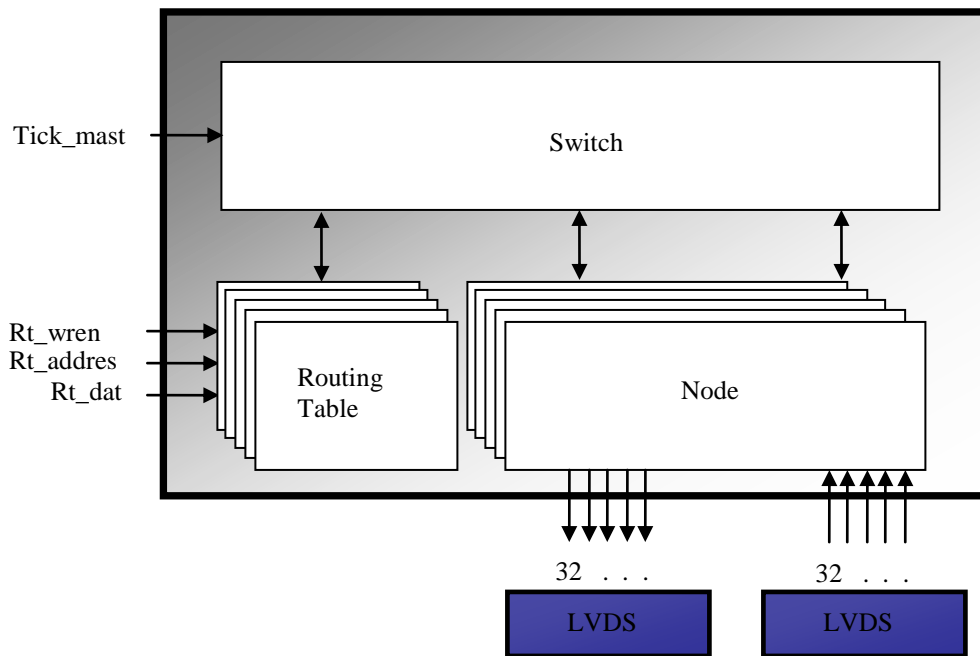 Tick_mast
Switch
Rt_wren
Rt_addres
Rt_dat
Routing
Table
Node
32 . . .
32 . . .
LVDS
LVDS